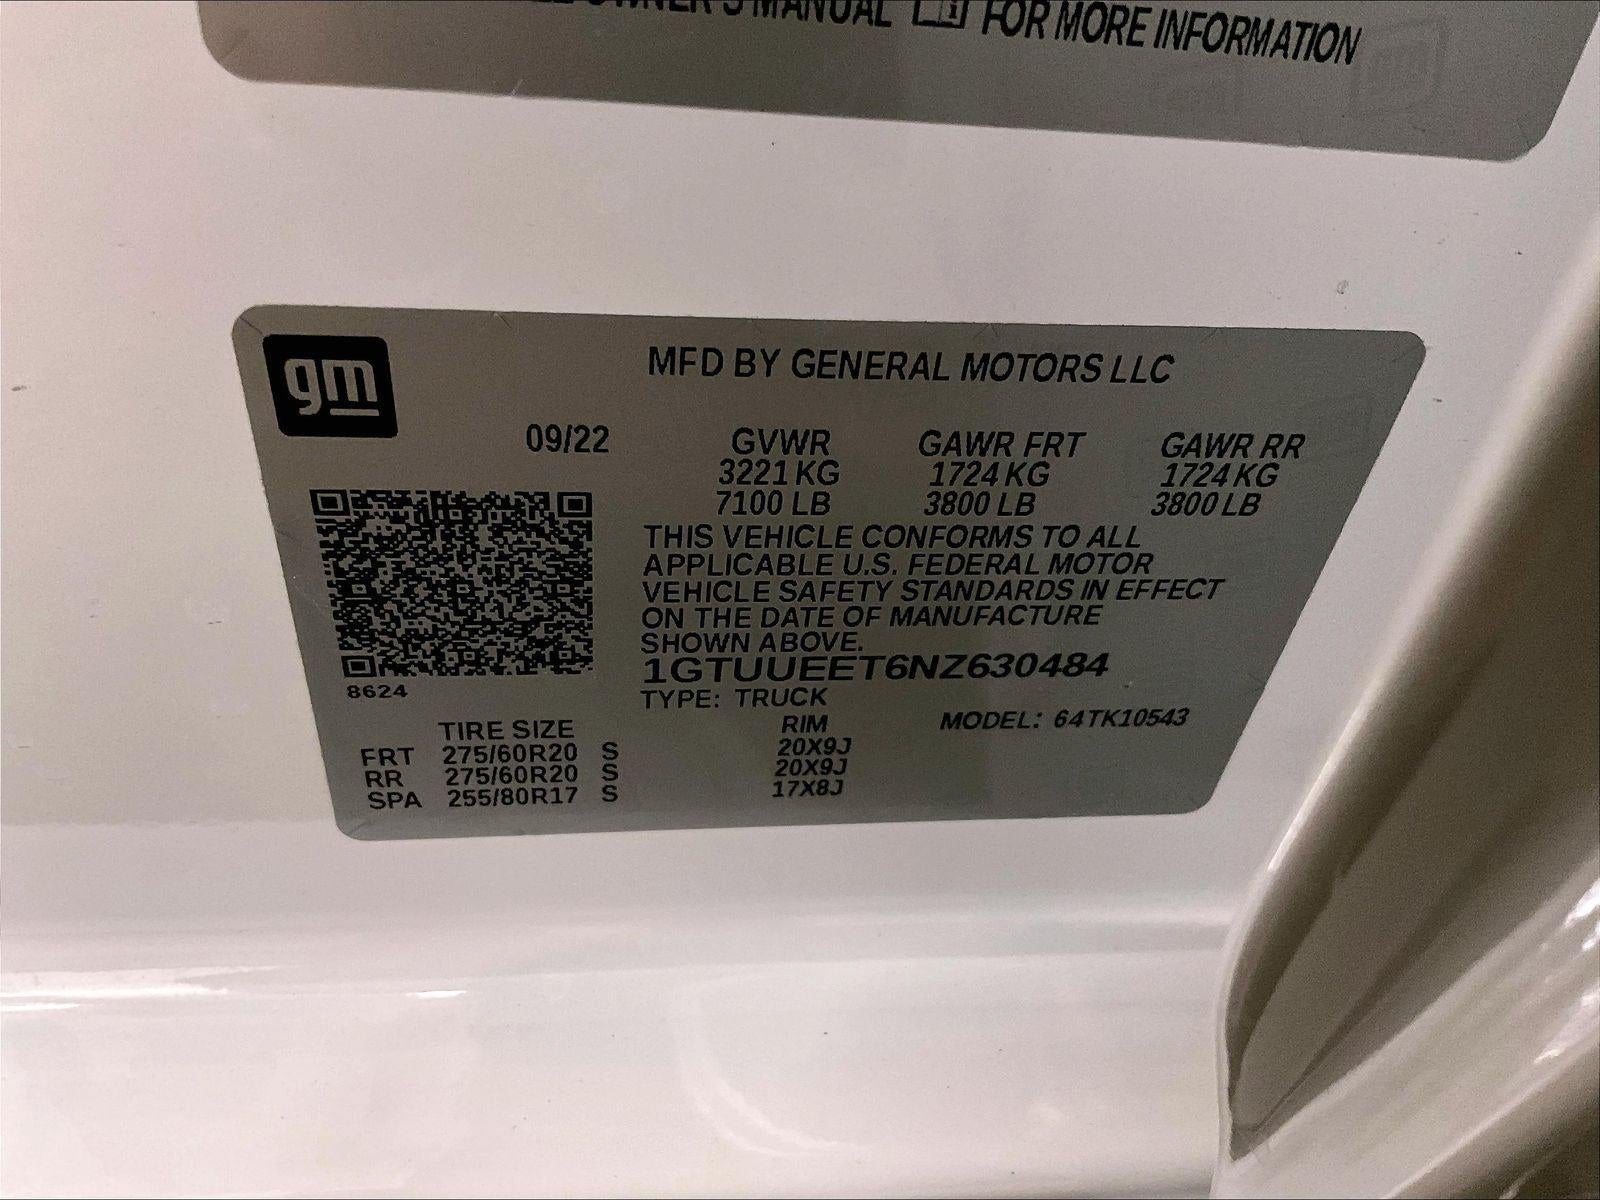 OWNER'S MANUAL FOR MORE INFORMATION
gm
MFD BY GENERAL MOTORS LLC
09/22 GVWR GAWR FRT GAWR RR
3221 KG 1724 KG 1724 KG
7100 LB 3800 LB 3800 LB
THIS VEHICLE CONFORMS TO ALL
APPLICABLE U.S. FEDERAL MOTOR
VEHICLE SAFETY STANDARDS IN EFFECT
ON THE DATE OF MANUFACTURE
SHOWN ABOVE.
1GTUUEET6NZ630484
8624
TYPE: TRUCK
TIRE SIZE RIM MODEL: 64TK10543
FRT 275/60R20 S 20X9J
RR 275/60R20 S 20X9J
SPA 255/80R17 S 17X8J